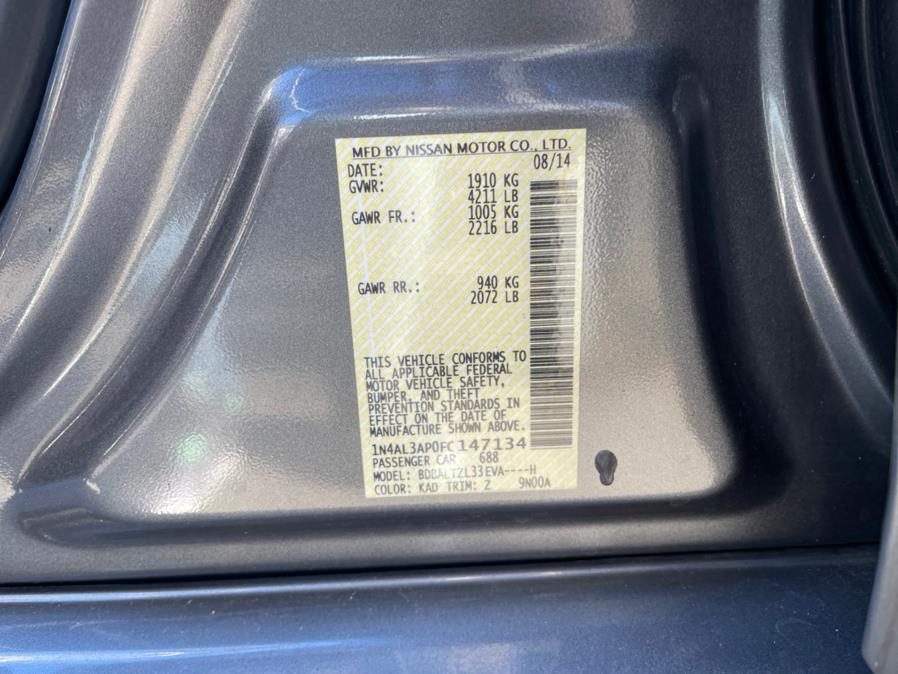 MFD BY NISSAN MOTOR CO., LTD.
DATE: 08/14
GVWR: 1910 KG
4211 LB
GAWR FR.: 1005 KG
2216 LB
GAWR RR.: 940 KG
2072 LB
THIS VEHICLE CONFORMS TO
ALL APPLICABLE FEDERAL
MOTOR VEHICLE SAFETY,
BUMPER, AND THEFT
PREVENTION STANDARDS IN
EFFECT ON THE DATE OF
MANUFACTURE SHOWN ABOVE.
1N4AL3AP0FC147134
PASSENGER CAR 688
MODEL: BDBALTZL33EVA----H
COLOR: KAD TRIM: Z 9N00A